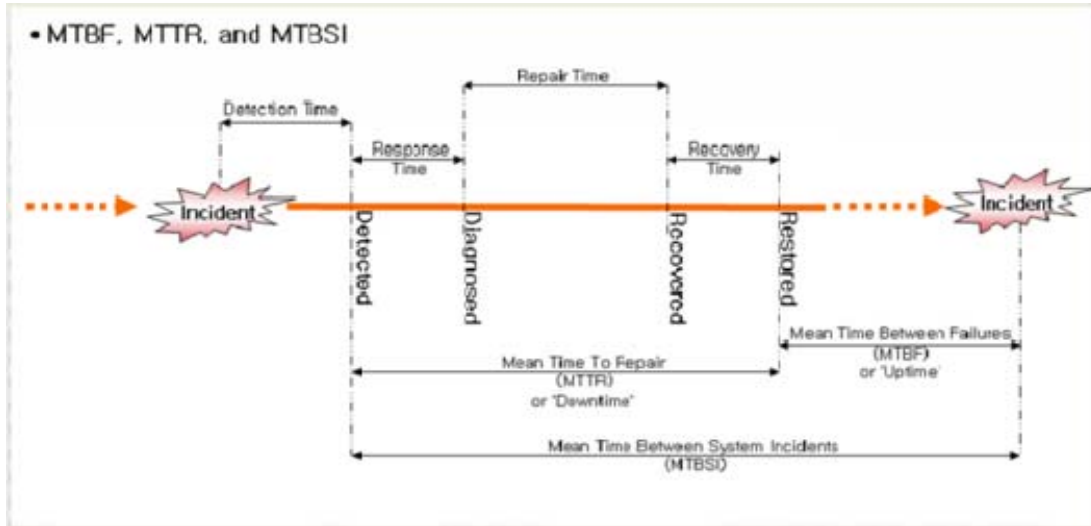 • MTBF, MTTR, and MTBSI
Repair Time
Detection Time
Response
Time
Recovery
Time
Incident
Incident
Detected
Diagnosed
Recovered
Restored
Mean Time Between Failures
(MTBF)
or 'Uptime'
Mean Time To Repair
(MTTR)
or "Downtime"
Mean Time Between System Incidents
(MTBSI)